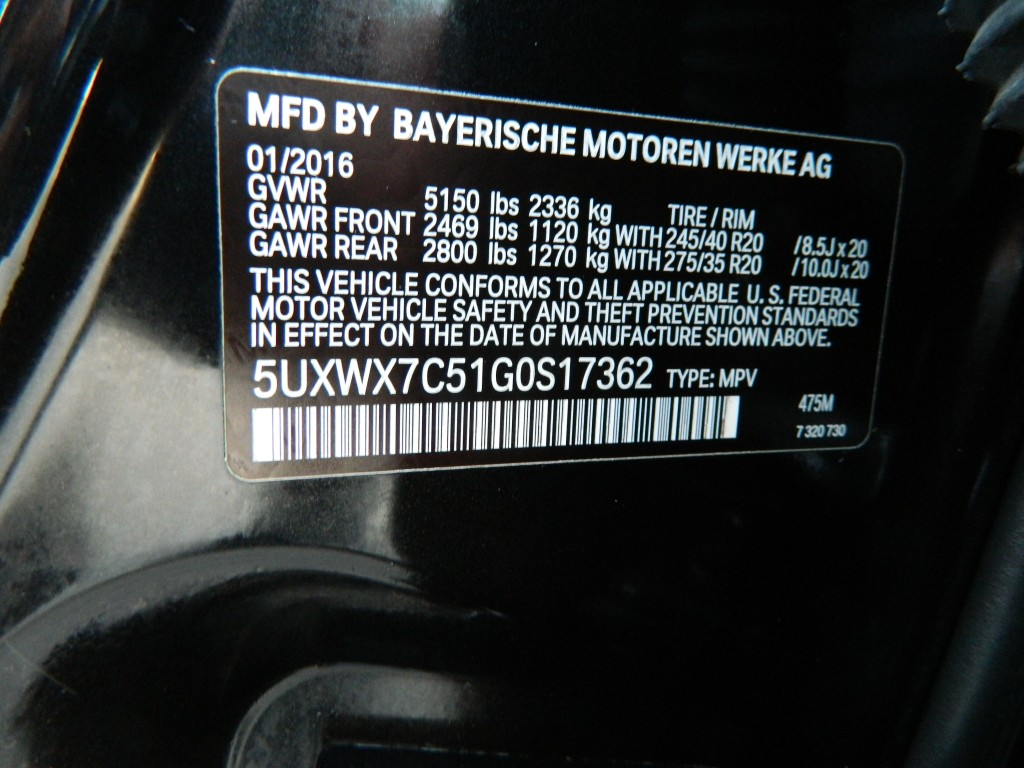 MFD BY BAYERISCHE MOTOREN WERKE AG
01/2016
GVWR 5150 lbs 2336 kg TIRE / RIM
GAWR FRONT 2469 lbs 1120 kg WITH 245/40 R20 /8.5J x 20
GAWR REAR 2800 lbs 1270 kg WITH 275/35 R20 /10.0J x 20
THIS VEHICLE CONFORMS TO ALL APPLICABLE U. S. FEDERAL
MOTOR VEHICLE SAFETY AND THEFT PREVENTION STANDARDS
IN EFFECT ON THE DATE OF MANUFACTURE SHOWN ABOVE.
5UXWX7C51G0S17362 TYPE: MPV
475M
7 320 730